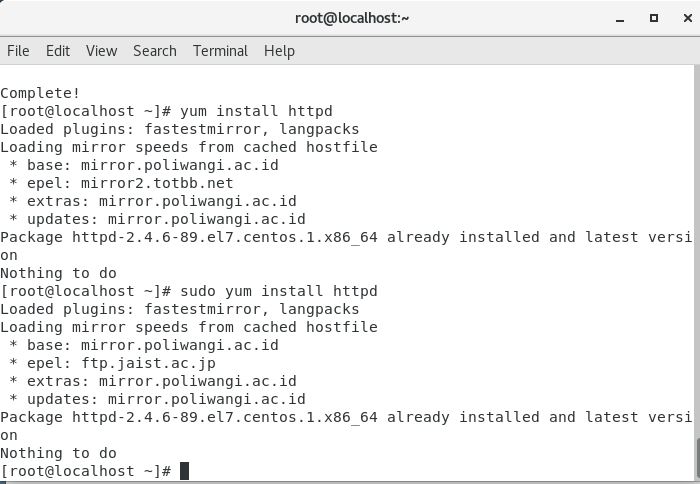 root@localhost:~
File Edit View Search Terminal Help
Complete!
[root@localhost ~]# yum install httpd
Loaded plugins: fastestmirror, langpacks
Loading mirror speeds from cached hostfile
 * base: mirror.poliwangi.ac.id
 * epel: mirror2.totbb.net
 * extras: mirror.poliwangi.ac.id
 * updates: mirror.poliwangi.ac.id
Package httpd-2.4.6-89.el7.centos.1.x86_64 already installed and latest versi
on
Nothing to do
[root@localhost ~]# sudo yum install httpd
Loaded plugins: fastestmirror, langpacks
Loading mirror speeds from cached hostfile
 * base: mirror.poliwangi.ac.id
 * epel: ftp.jaist.ac.jp
 * extras: mirror.poliwangi.ac.id
 * updates: mirror.poliwangi.ac.id
Package httpd-2.4.6-89.el7.centos.1.x86_64 already installed and latest versi
on
Nothing to do
[root@localhost ~]#